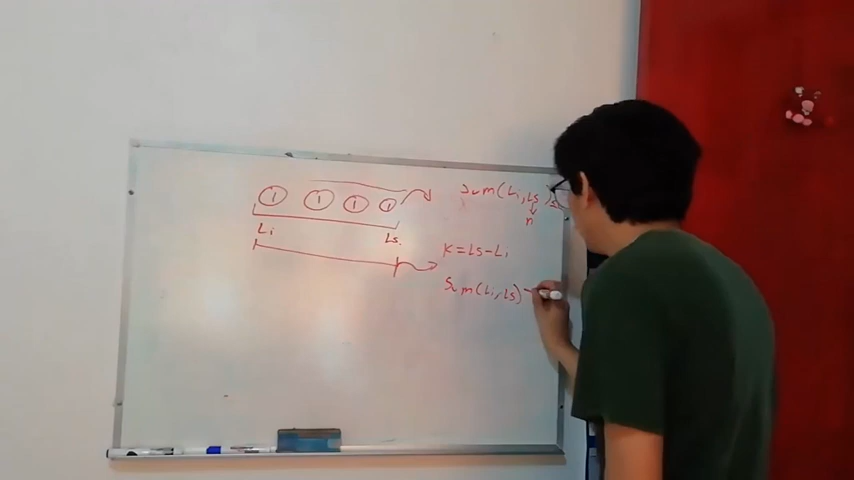 1 1 1 1
Sum(Li,Ls)
n
Li
Ls.
K=Ls-Li
Sum(Li,Ls)